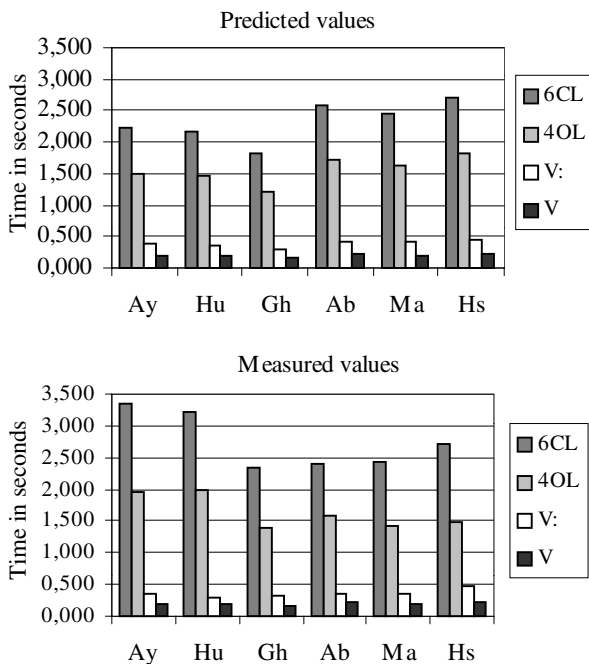 Predicted values
Time in seconds
3,500
3,000
2,500
2,000
1,500
1,000
0,500
0,000
Ay Hu Gh Ab Ma Hs
6CL
4OL
V:
V
Measured values
Time in seconds
3,500
3,000
2,500
2,000
1,500
1,000
0,500
0,000
Ay Hu Gh Ab Ma Hs
6CL
4OL
V:
V